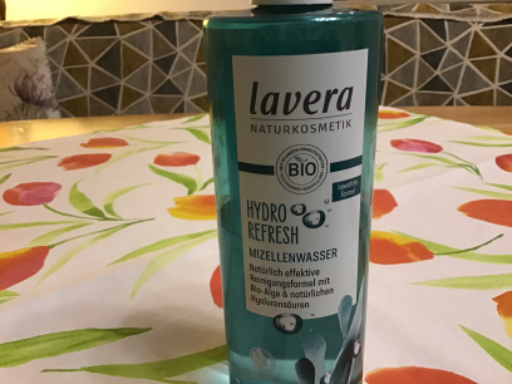 lavera
NATURKOSMETIK
BIO
HYDRO
REFRESH
MIZELLENWASSER
Natürlich effektive
Reinigungsformel mit
Bio-Alge & natürlichen
Hyaluronsäuren